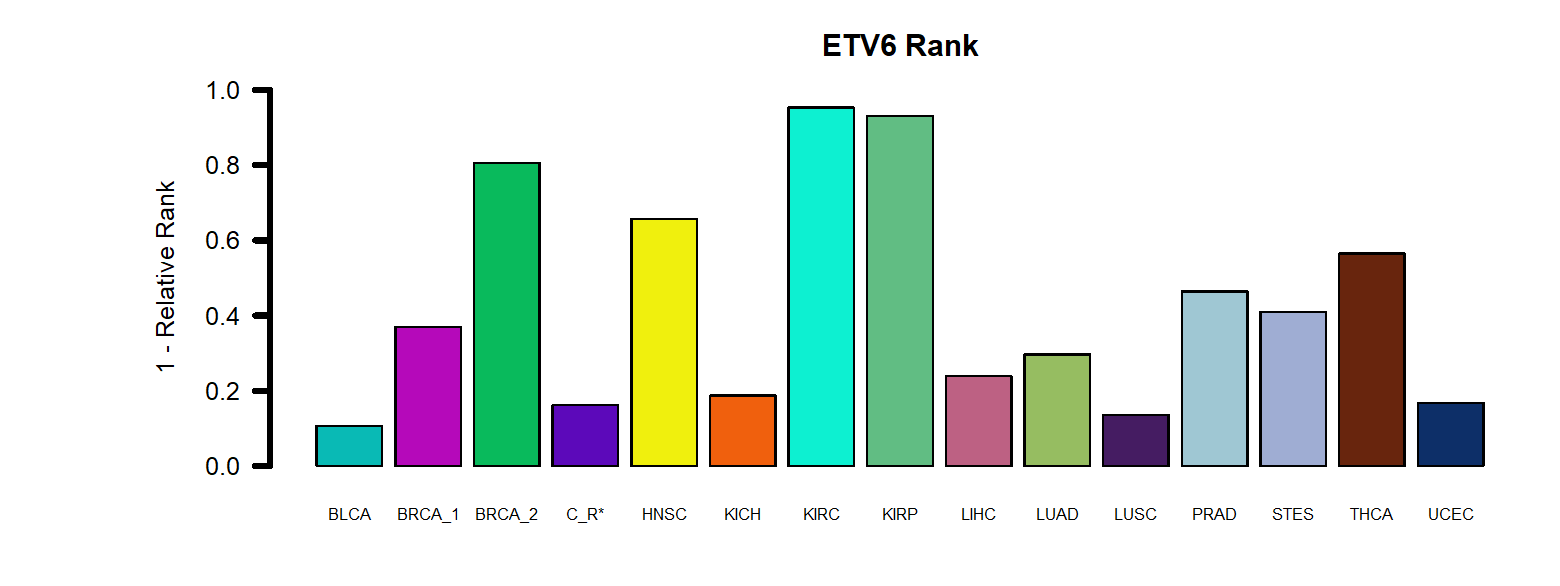 ETV6 Rank
1 - Relative Rank
1.0
0.8
0.6
0.4
0.2
0.0
BLCA BRCA_1 BRCA_2 C_R* HNSC KICH KIRC KIRP LIHC LUAD LUSC PRAD STES THCA UCEC